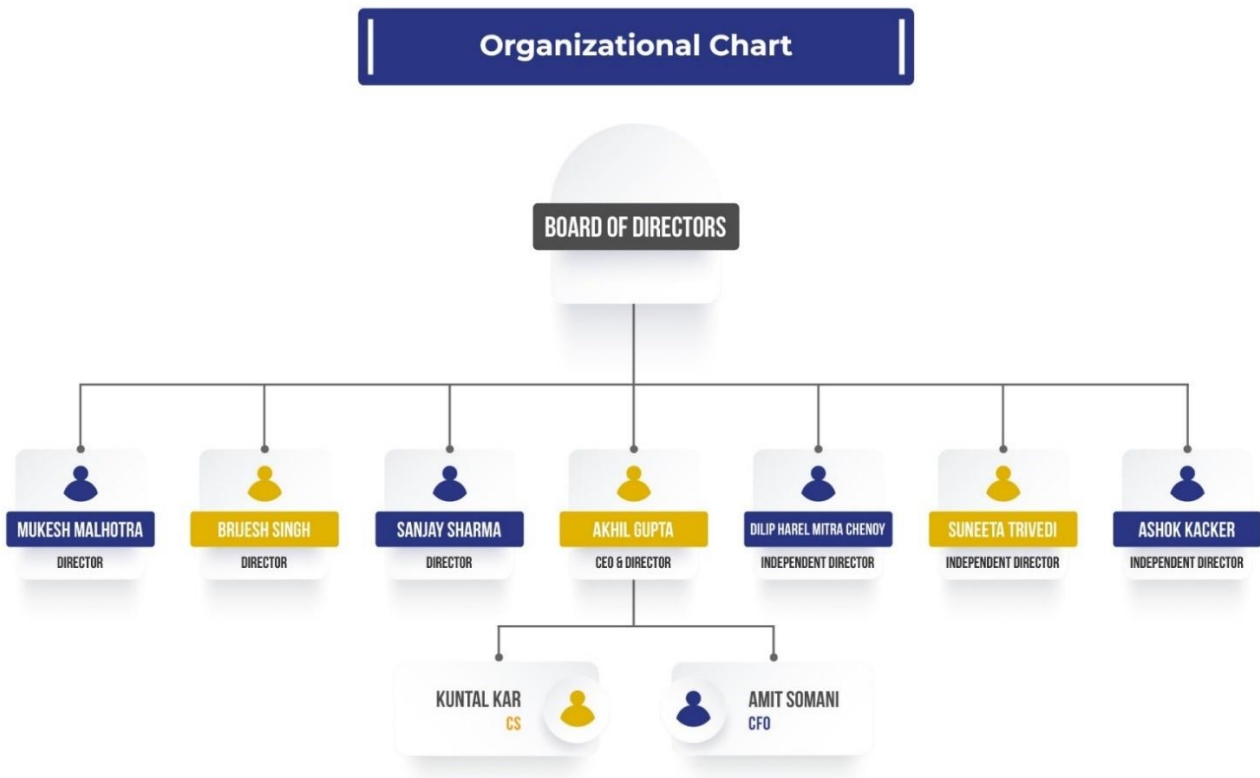 Organizational Chart
BOARD OF DIRECTORS
MUKESH MALHOTRA
DIRECTOR
BRIJESH SINGH
DIRECTOR
SANJAY SHARMA
DIRECTOR
AKHIL GUPTA
CEO & DIRECTOR
DILIP HAREL MITRA CHENOY
INDEPENDENT DIRECTOR
SUNEETA TRIVEDI
INDEPENDENT DIRECTOR
ASHOK KACKER
INDEPENDENT DIRECTOR
KUNTAL KAR
CS
AMIT SOMANI
CFO